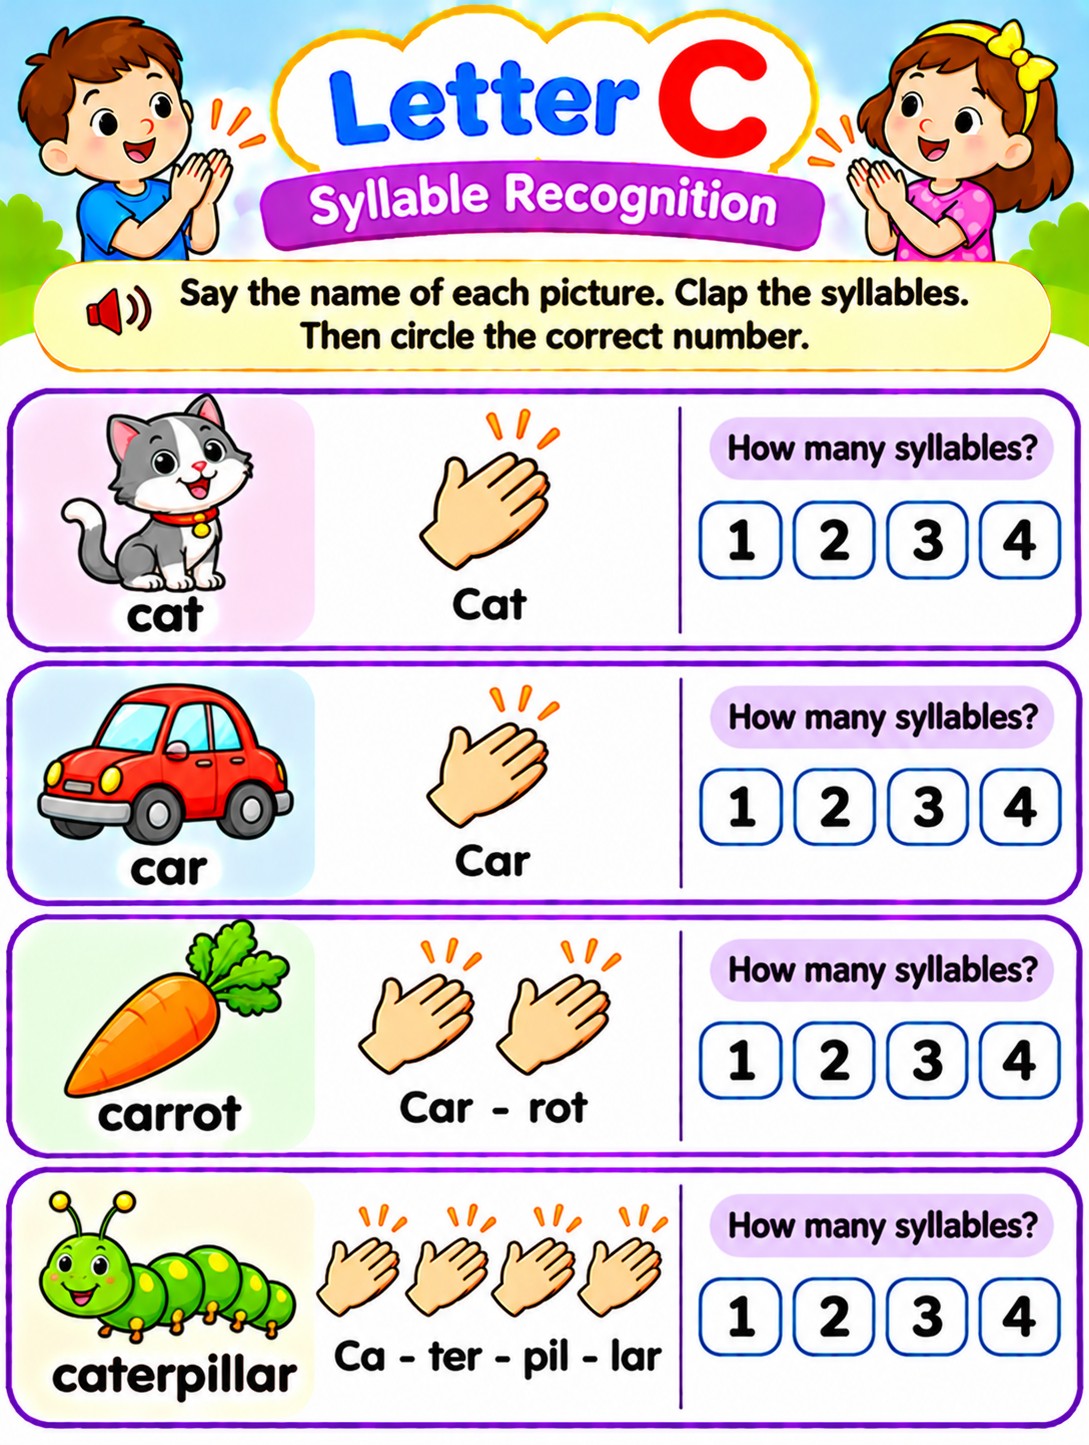 Letter C
Syllable Recognition
Say the name of each picture. Clap the syllables.
Then circle the correct number.
cat
Cat
How many syllables?
1 2 3 4
car
Car
How many syllables?
1 2 3 4
carrot
Car - rot
How many syllables?
1 2 3 4
caterpillar
Ca - ter - pil - lar
How many syllables?
1 2 3 4